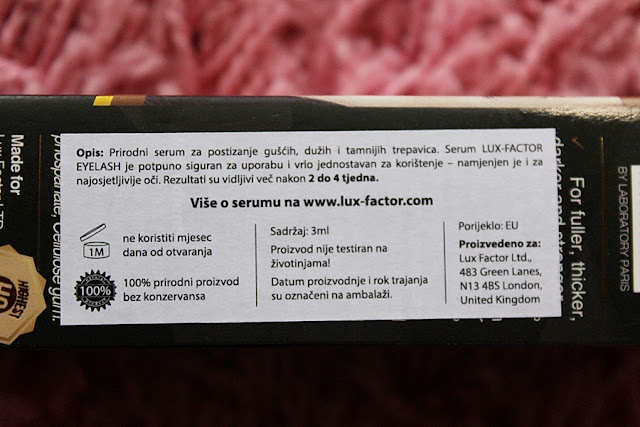 Opis: Prirodni serum za postizanje gušćih, dužih i tamnijih trepavica. Serum LUX-FACTOR
EYELASH je potpuno siguran za uporabu i vrlo jednostavan za korištenje – namjenjen je i za
najosjetljivije oči. Rezultati su vidljivi već nakon 2 do 4 tjedna.
Više o serumu na www.lux-factor.com
1M
ne koristiti mjesec
dana od otvaranja
100%
100% prirodni proizvod
bez konzervansa
Sadržaj: 3ml
Proizvod nije testiran na
životinjama!
Datum proizvodnje i rok trajanja
su označeni na ambalaži.
Porijeklo: EU
Proizvedeno za:
Lux Factor Ltd.,
483 Green Lanes,
N13 4BS London,
United Kingdom
Made for
HIGHEST
For fuller, thicker,
BY LABORATORY PARIS